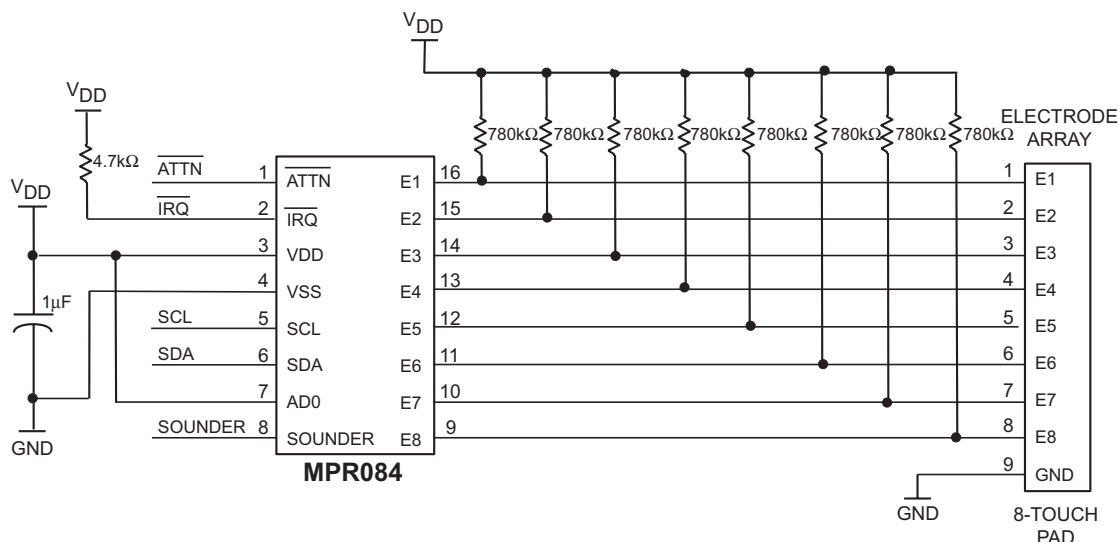 VDD
VDD
4.7kΩ
VDD
1μF
GND
ATTN
IRQ
SCL
SDA
SOUNDER
1 ATTN E1 16
2 IRQ E2 15
3 VDD E3 14
4 VSS E4 13
5 SCL E5 12
6 SDA E6 11
7 AD0 E7 10
8 SOUNDER E8 9
MPR084
780kΩ 780kΩ 780kΩ 780kΩ 780kΩ 780kΩ 780kΩ 780kΩ
ELECTRODE
ARRAY
1 E1
2 E2
3 E3
4 E4
5 E5
6 E6
7 E7
8 E8
9 GND
GND
8-TOUCH
PAD